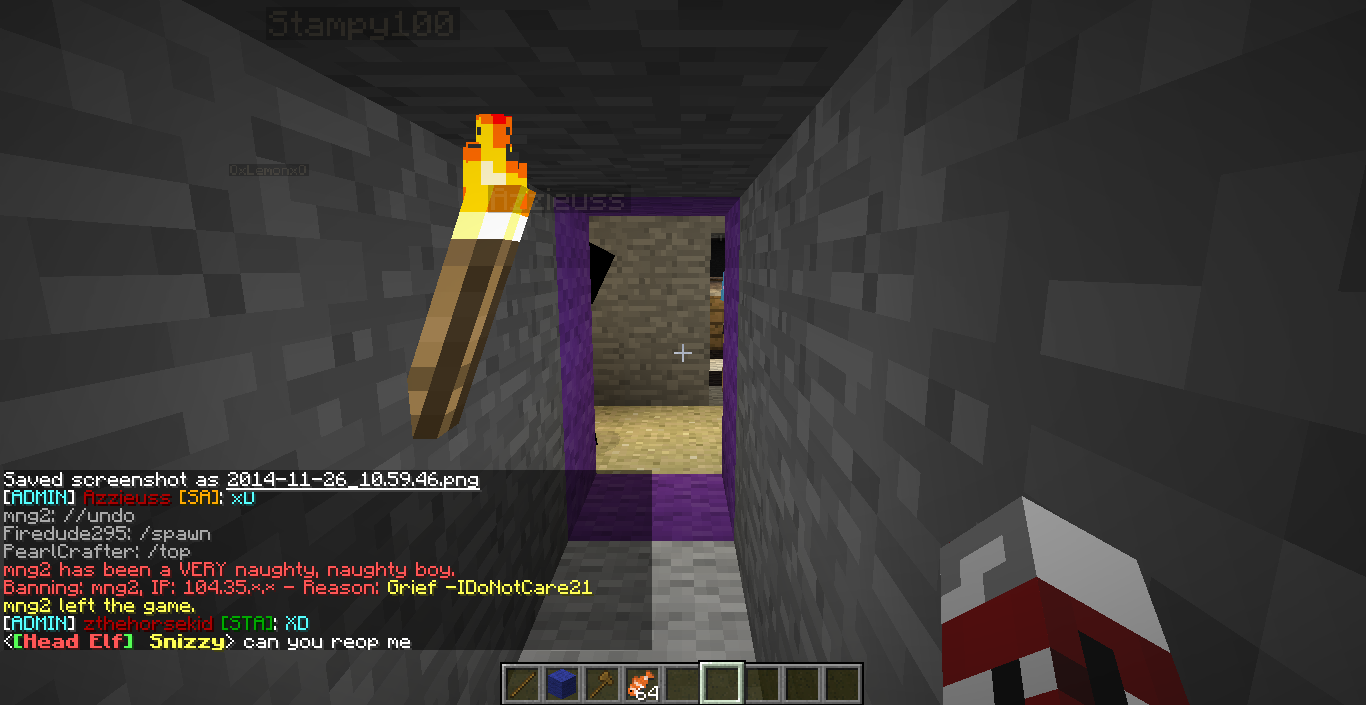 Stampy100
0xLemonx0
Azzieuss
Saved screenshot as 2014-11-26_10.59.46.png
[ADMIN] Azzieuss [SA]: xD
mng2: //undo
Firedude295: /spawn
PearlCrafter: /top
mng2 has been a VERY naughty, naughty boy.
Banning: mng2, IP: 104.35.*.* - Reason: Grief -IDoNotCare21
mng2 left the game.
[ADMIN] zthehorsekid [STA]: XD
<[Head Elf] Snizzy> can you reop me
64